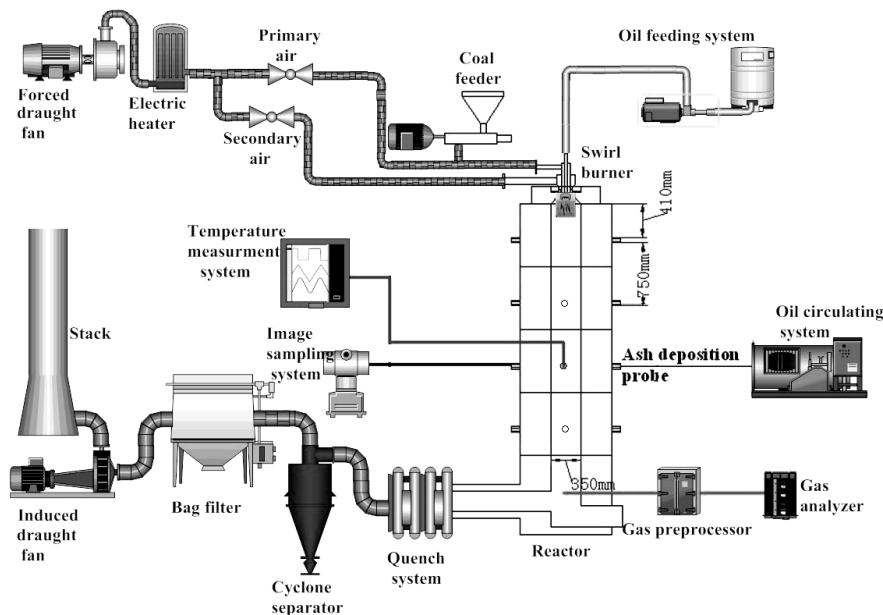 Primary
air
Oil feeding system
Coal
feeder
Forced
draught
fan
Electric
heater
Secondary
air
Swirl
burner
410mm
Temperature
measurment
system
750mm
Stack
Image
sampling
system
Oil circulating
system
Ash deposition
probe
350mm
Gas
analyzer
Bag filter
Gas preprocessor
Induced
draught
fan
Quench
system
Reactor
Cyclone
separator